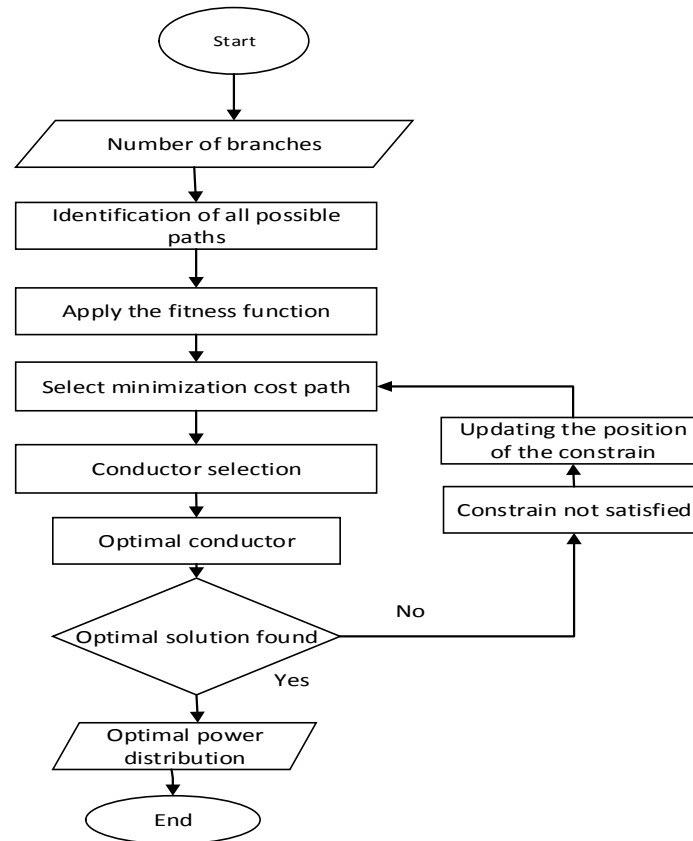 Start
Number of branches
Identification of all possible
paths
Apply the fitness function
Select minimization cost path
Updating the position
of the constrain
Conductor selection
Constrain not satisfied
Optimal conductor
No
Optimal solution found
Yes
Optimal power
distribution
End